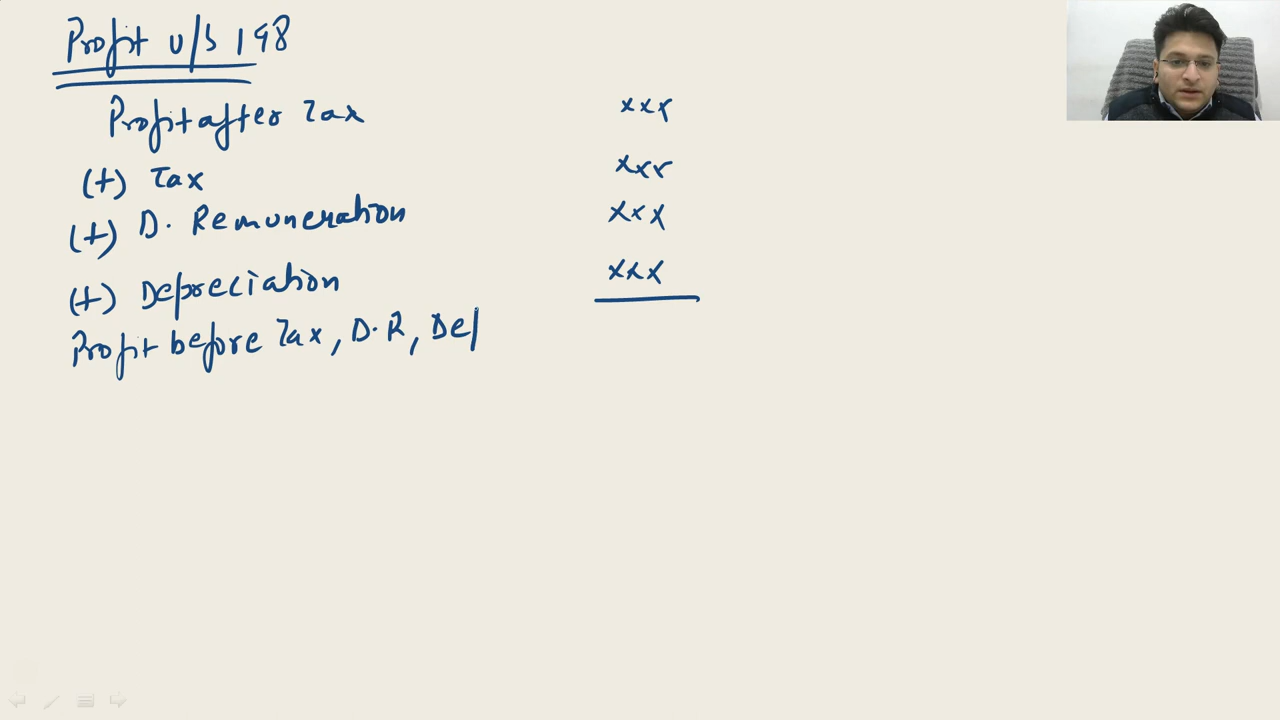 Profit u/s 198
Profit after Tax xxx
(+) Tax xxx
(+) D. Remuneration xxx
(+) Depreciation xxx
Profit before Tax, D.R, Dep